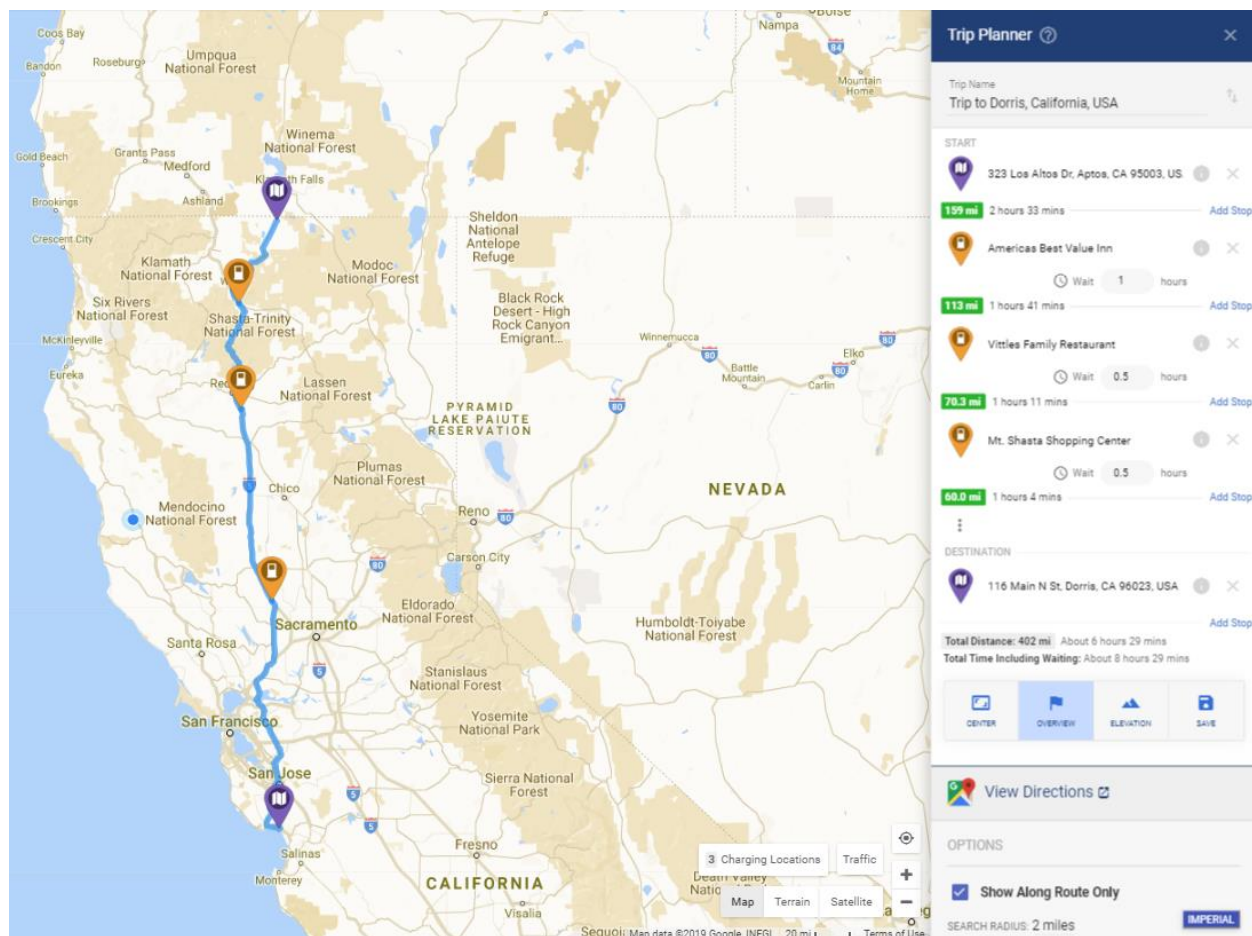 Coos Bay
Bandon
Roseburg
Umpqua
National Forest
Nampa
84
Mountain
Home
Winema
National Forest
Gold Beach
Grants Pass
Medford
Klamath Falls
Brookings
Ashland
Crescent City
Sheldon
National
Antelope
Refuge
Klamath
National Forest
Modoc
National Forest
Six Rivers
National Forest
Shasta-Trinity
National Forest
Black Rock
Desert - High
Rock Canyon
Emigrant...
McKinleyville
Eureka
Winnemucca
80
Elko
80
Battle
Mountain
Carlin
Lassen
National Forest
PYRAMID
LAKE PAIUTE
RESERVATION
80
Plumas
National Forest
Chico
Mendocino
National Forest
NEVADA
Reno
80
Carson City
80
Eldorado
National Forest
Sacramento
Santa Rosa
5
Humboldt-Toiyabe
National Forest
Stanislaus
National Forest
San Francisco
Yosemite
National Park
San Jose
5
Sierra National
Forest
5
Salinas
Monterey
Fresno
CALIFORNIA
Visalia
3 Charging Locations
Traffic
Map
Terrain
Satellite
+
−
Map data ©2019 Google, INEGI
20 mi
Terms of Use
Trip Planner
Trip Name
Trip to Dorris, California, USA
START
323 Los Altos Dr, Aptos, CA 95003, US
159 mi 2 hours 33 mins Add Stop
Americas Best Value Inn
Wait 1 hours
113 mi 1 hours 41 mins Add Stop
Vittles Family Restaurant
Wait 0.5 hours
70.3 mi 1 hours 11 mins Add Stop
Mt. Shasta Shopping Center
Wait 0.5 hours
60.0 mi 1 hours 4 mins Add Stop
DESTINATION
116 Main N St, Dorris, CA 96023, USA
Add Stop
Total Distance: 402 mi About 6 hours 29 mins
Total Time Including Waiting: About 8 hours 29 mins
CENTER
OVERVIEW
ELEVATION
SAVE
View Directions
OPTIONS
Show Along Route Only
SEARCH RADIUS: 2 miles
IMPERIAL